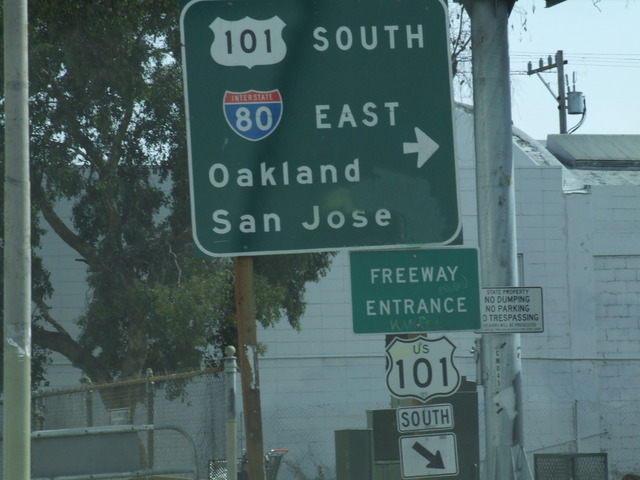 101 SOUTH
INTERSTATE
80 EAST
Oakland
San Jose
FREEWAY
ENTRANCE
STATE PROPERTY
NO DUMPING
NO PARKING
O TRESPASSING
US
101
SOUTH